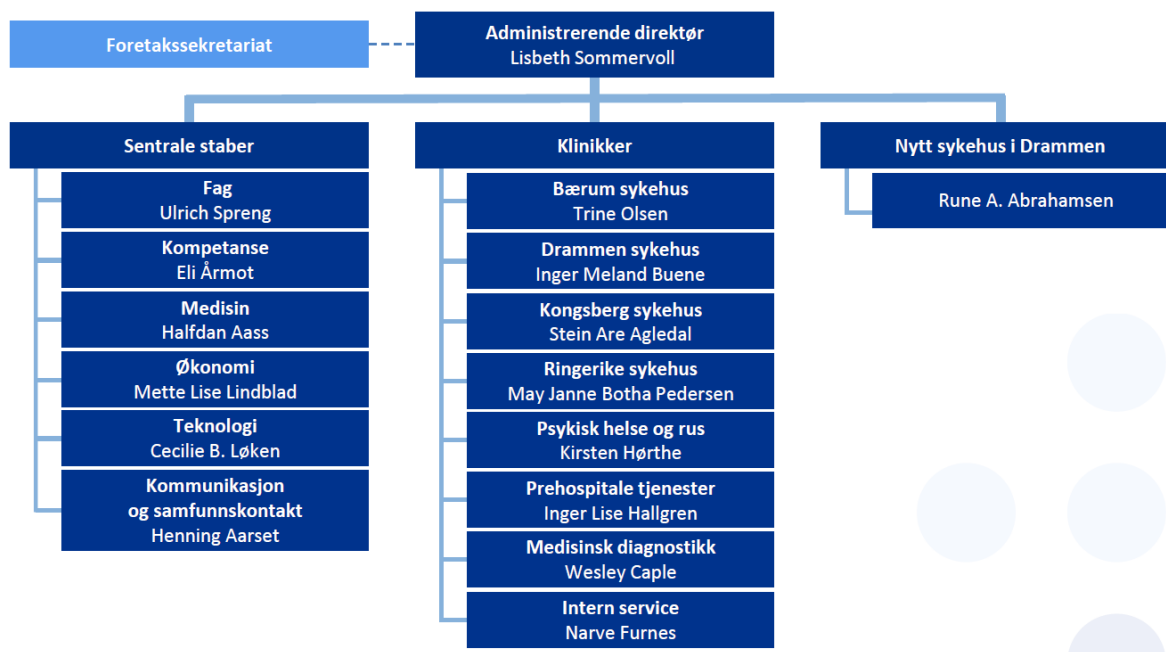 Foretakssekretariat
Administrerende direktør
Lisbeth Sommervoll
Sentrale staber
Fag
Ulrich Spreng
Kompetanse
Eli Årmot
Medisin
Halfdan Aass
Økonomi
Mette Lise Lindblad
Teknologi
Cecilie B. Løken
Kommunikasjon
og samfunnskontakt
Henning Aarset
Klinikker
Bærum sykehus
Trine Olsen
Drammen sykehus
Inger Meland Buene
Kongsberg sykehus
Stein Are Agledal
Ringerike sykehus
May Janne Botha Pedersen
Psykisk helse og rus
Kirsten Hørthe
Prehospitale tjenester
Inger Lise Hallgren
Medisinsk diagnostikk
Wesley Caple
Intern service
Narve Furnes
Nytt sykehus i Drammen
Rune A. Abrahamsen